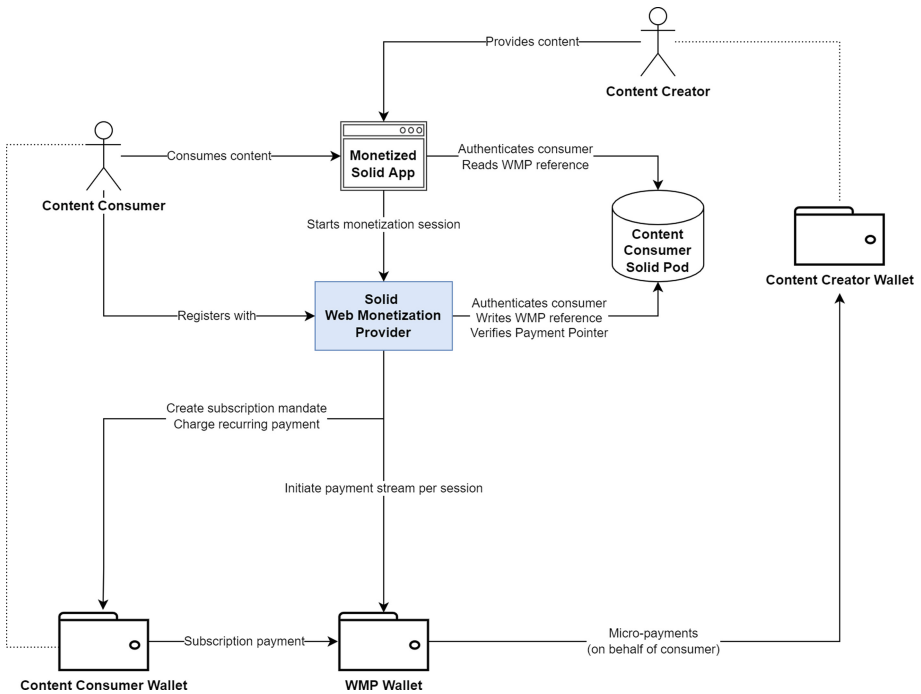 Provides content
Content Creator
Consumes content
Monetized
Solid App
Authenticates consumer
Reads WMP reference
Content Consumer
Starts monetization session
Content
Consumer
Solid Pod
Content Creator Wallet
Registers with
Solid
Web Monetization
Provider
Authenticates consumer
Writes WMP reference
Verifies Payment Pointer
Create subscription mandate
Charge recurring payment
Initiate payment stream per session
Subscription payment
Micro-payments
(on behalf of consumer)
Content Consumer Wallet
WMP Wallet